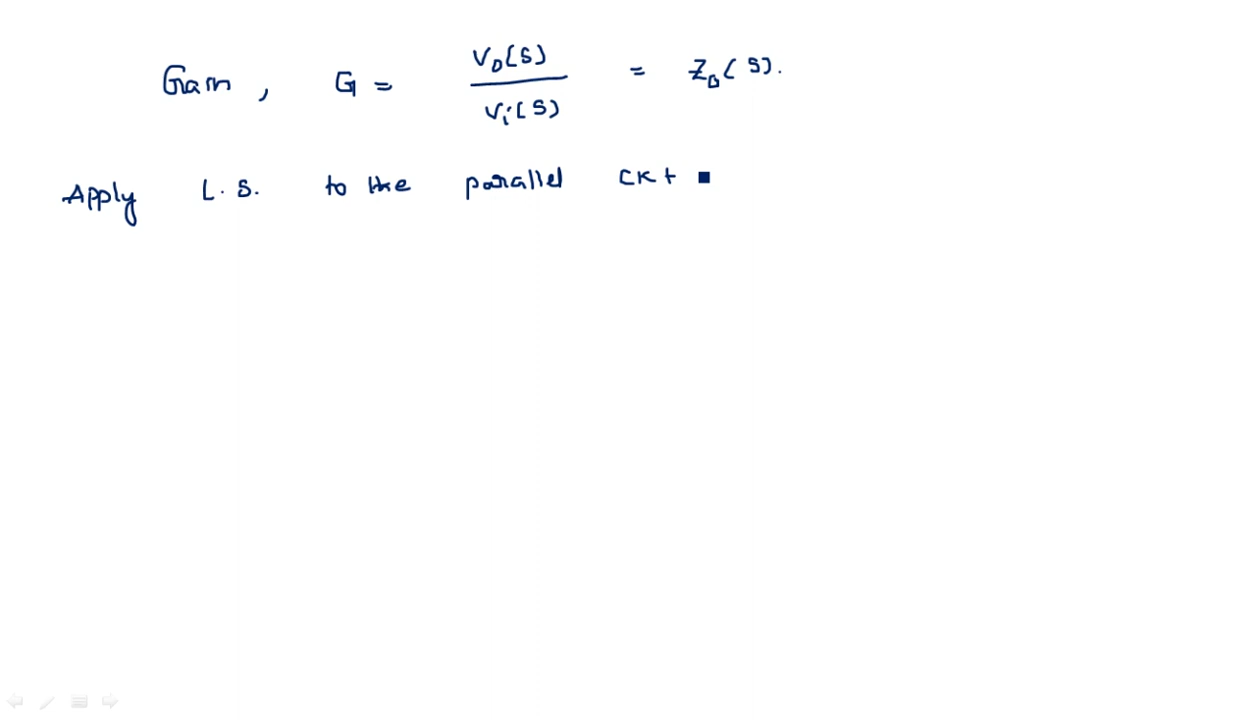 Gain, G = V₀(S) / Vᵢ(S) = Z₀(S).
Apply L.S. to the parallel CKt